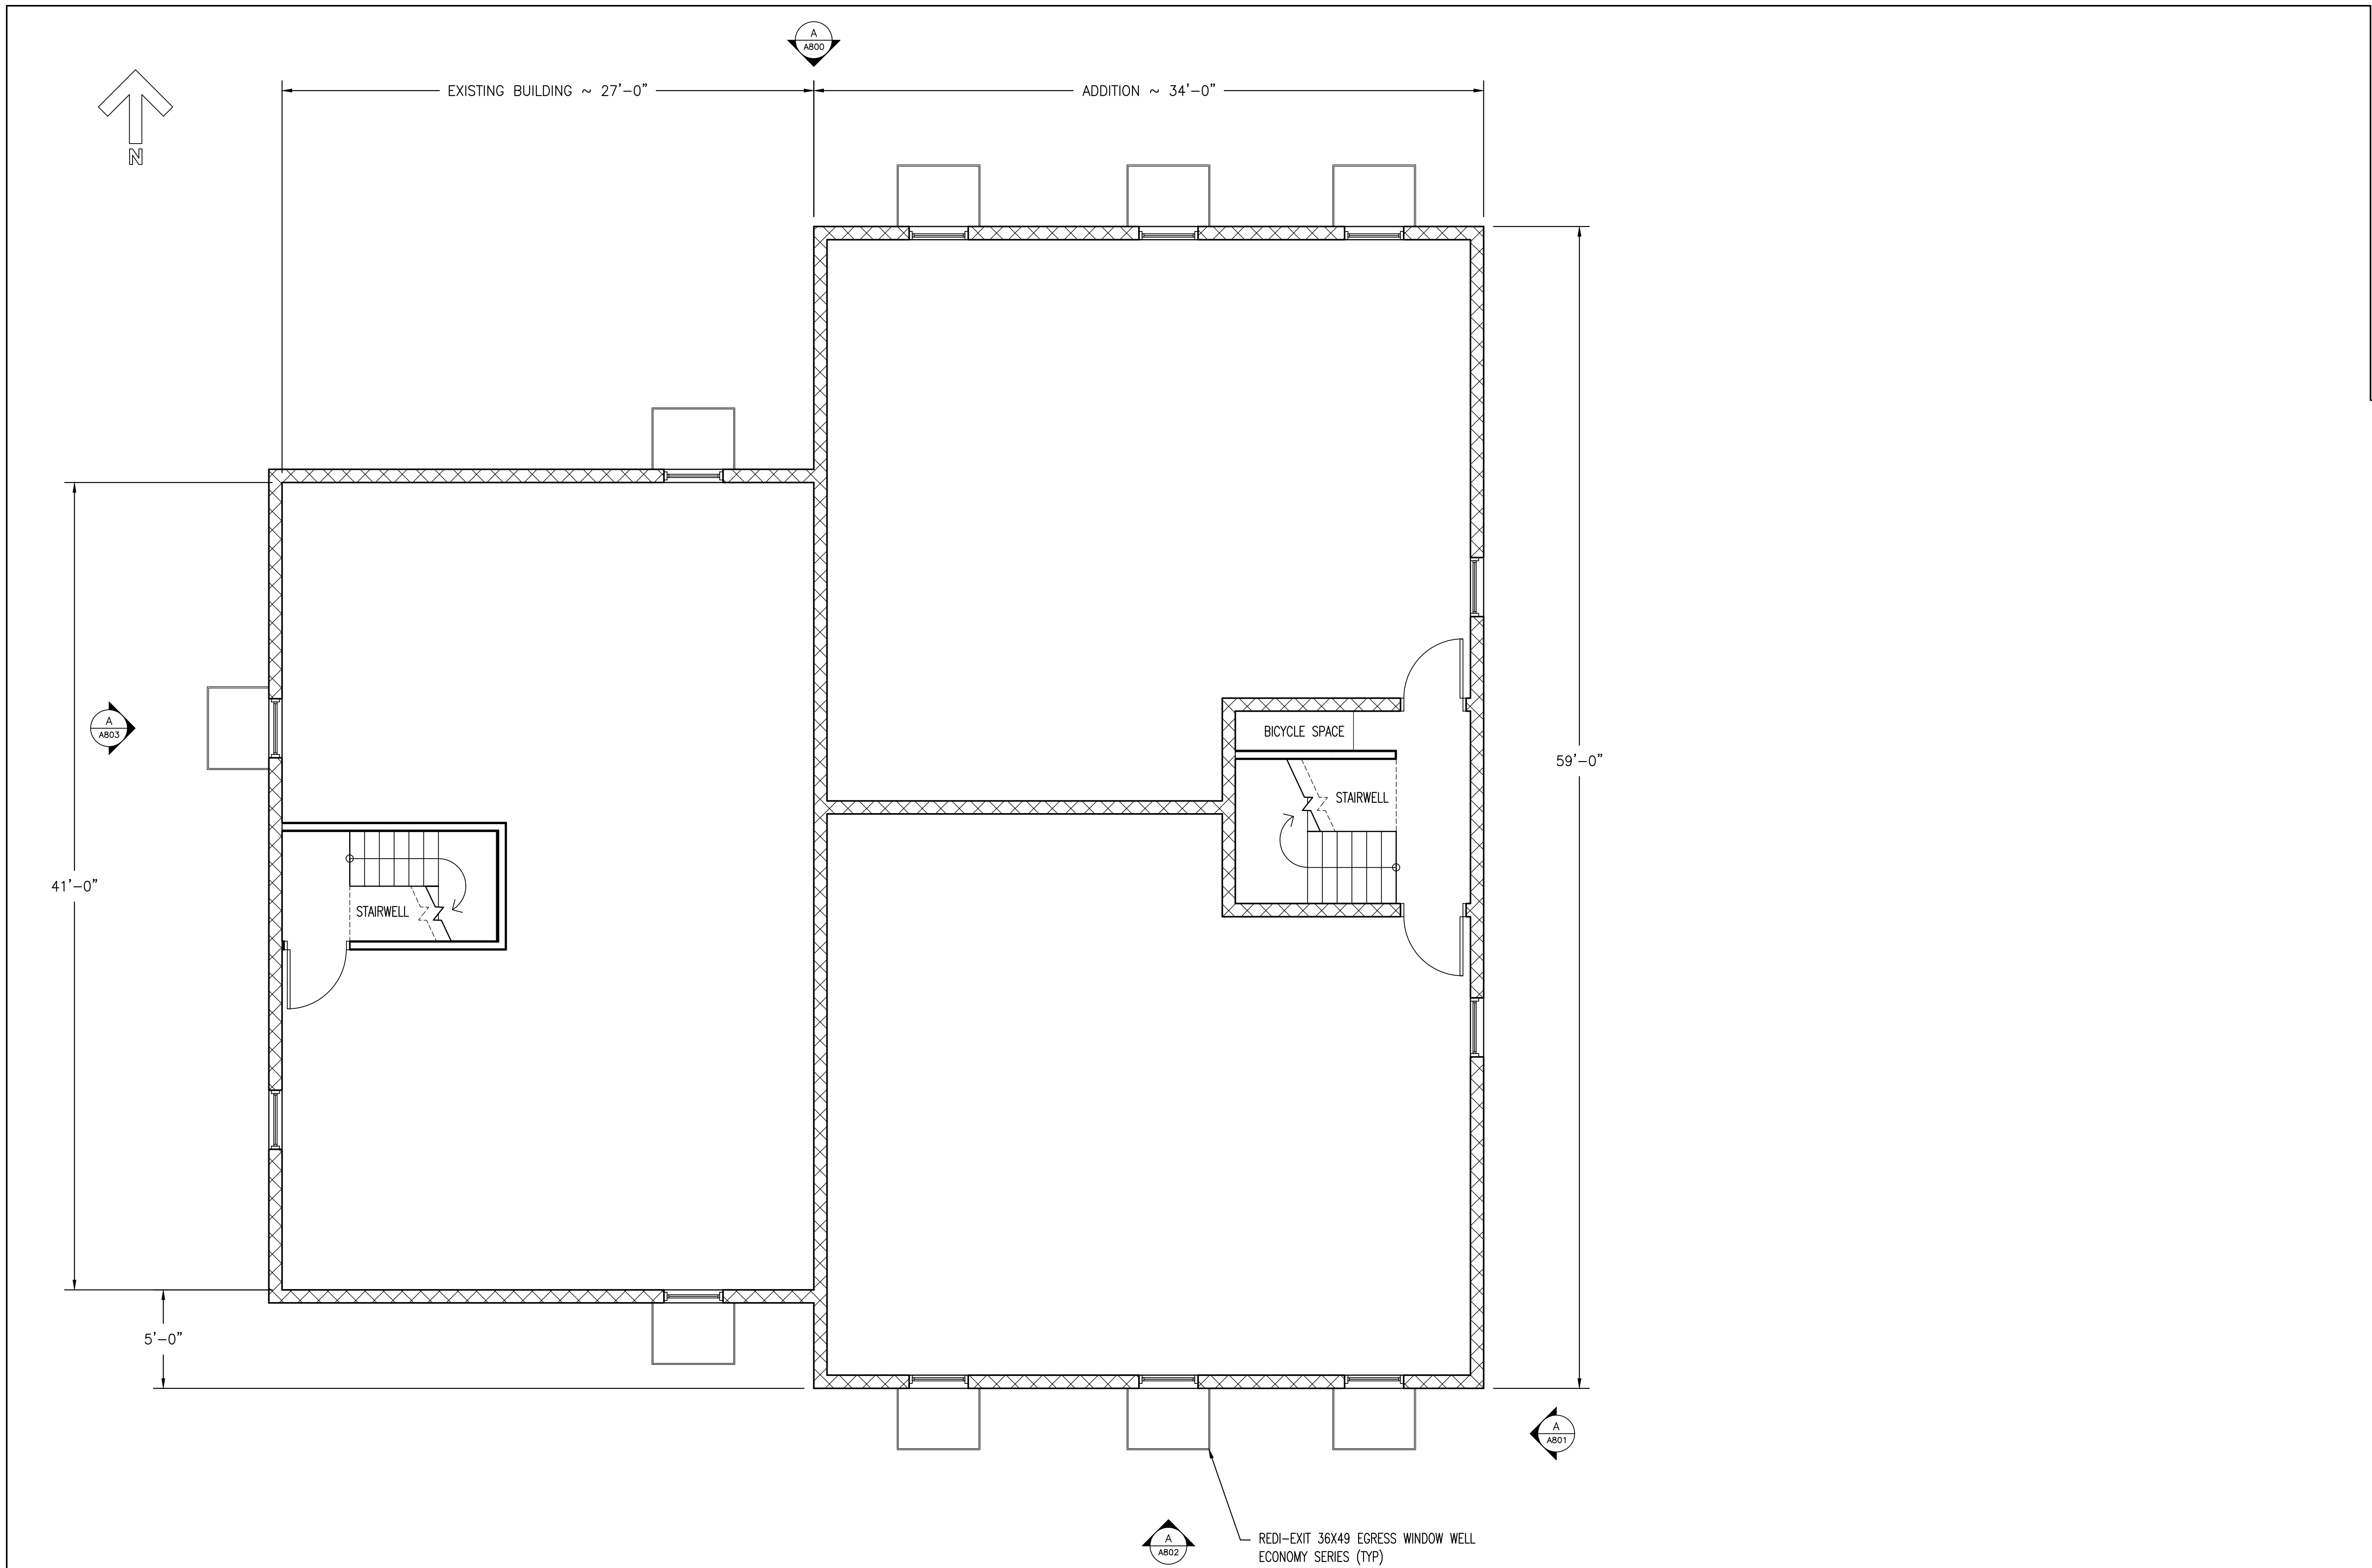 A
A800
EXISTING BUILDING ~ 27'-0"
ADDITION ~ 34'-0"
N
A
A803
BICYCLE SPACE
59'-0"
STAIRWELL
41'-0"
STAIRWELL
5'-0"
A
A801
REDI-EXIT 36X49 EGRESS WINDOW WELL
ECONOMY SERIES (TYP)
A
A802